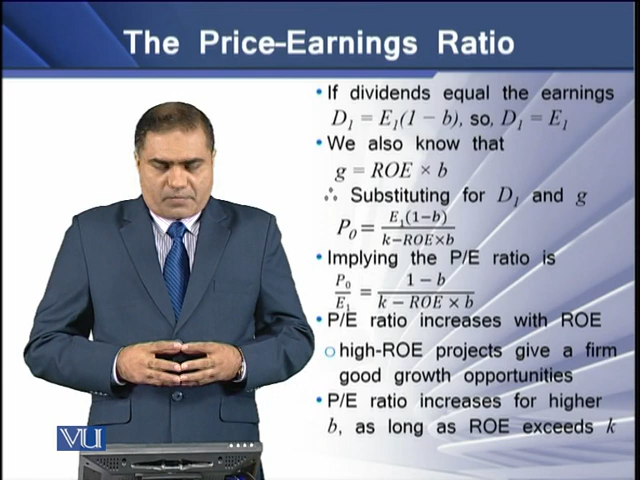 The Price-Earnings Ratio
• If dividends equal the earnings
D₁ = E₁(1 − b), so, D₁ = E₁
• We also know that
g = ROE × b
∴ Substituting for D₁ and g
P₀ = E₁(1−b) / k−ROE×b
• Implying the P/E ratio is
P₀/E₁ = 1 − b / k − ROE × b
• P/E ratio increases with ROE
o high-ROE projects give a firm
good growth opportunities
• P/E ratio increases for higher
b, as long as ROE exceeds k
VU